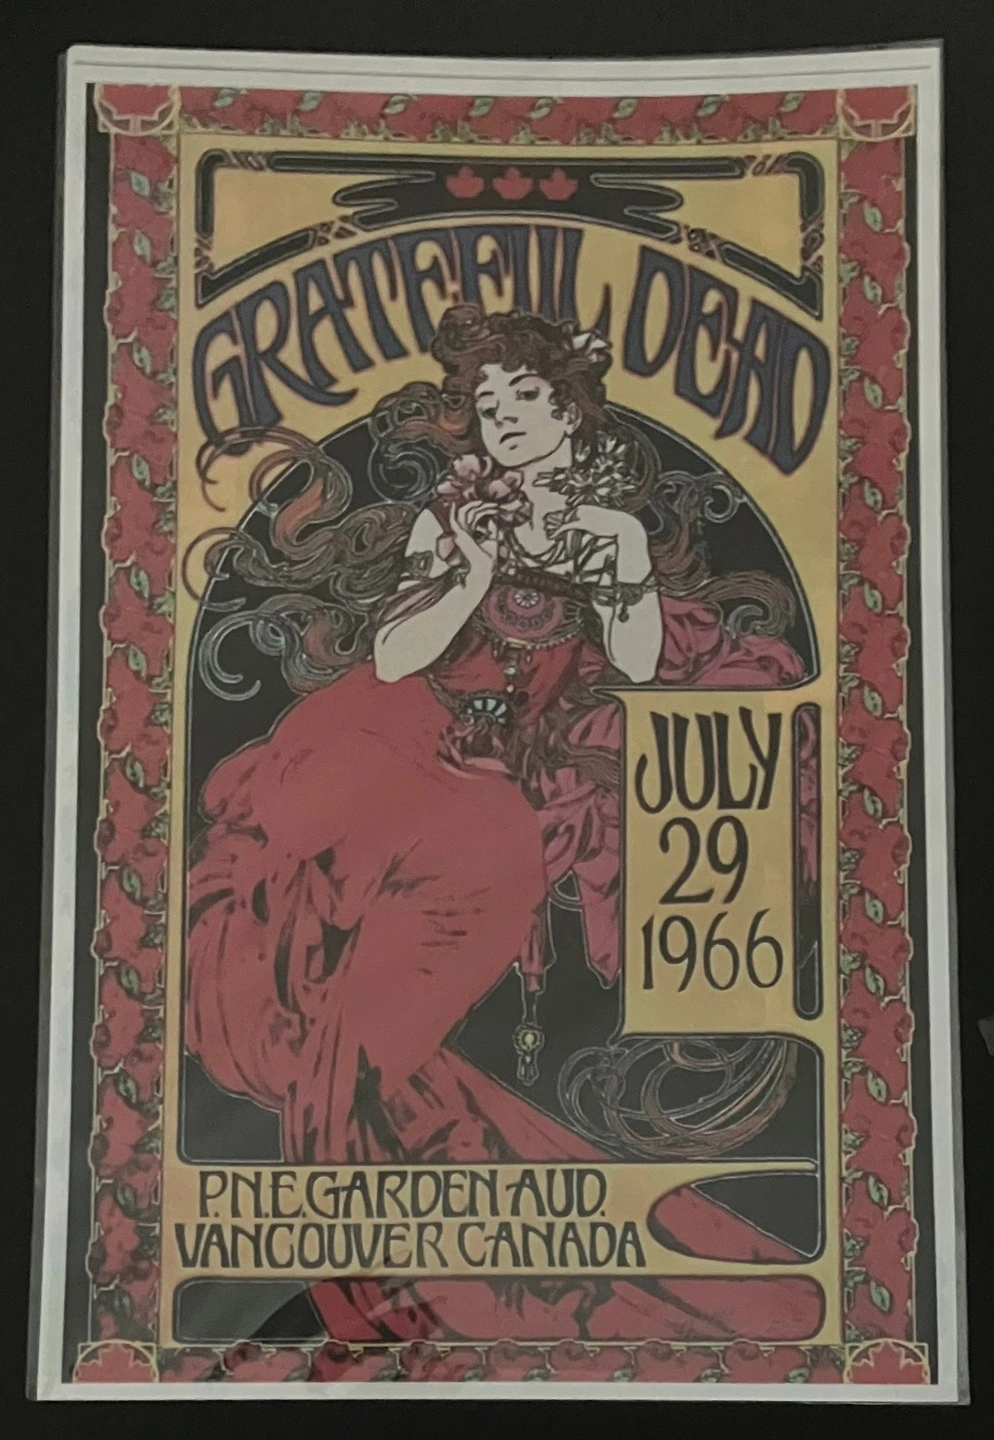 GRATEFUL DEAD
JULY
29
1966
P.N.E. GARDEN AUD.
VANCOUVER CANADA